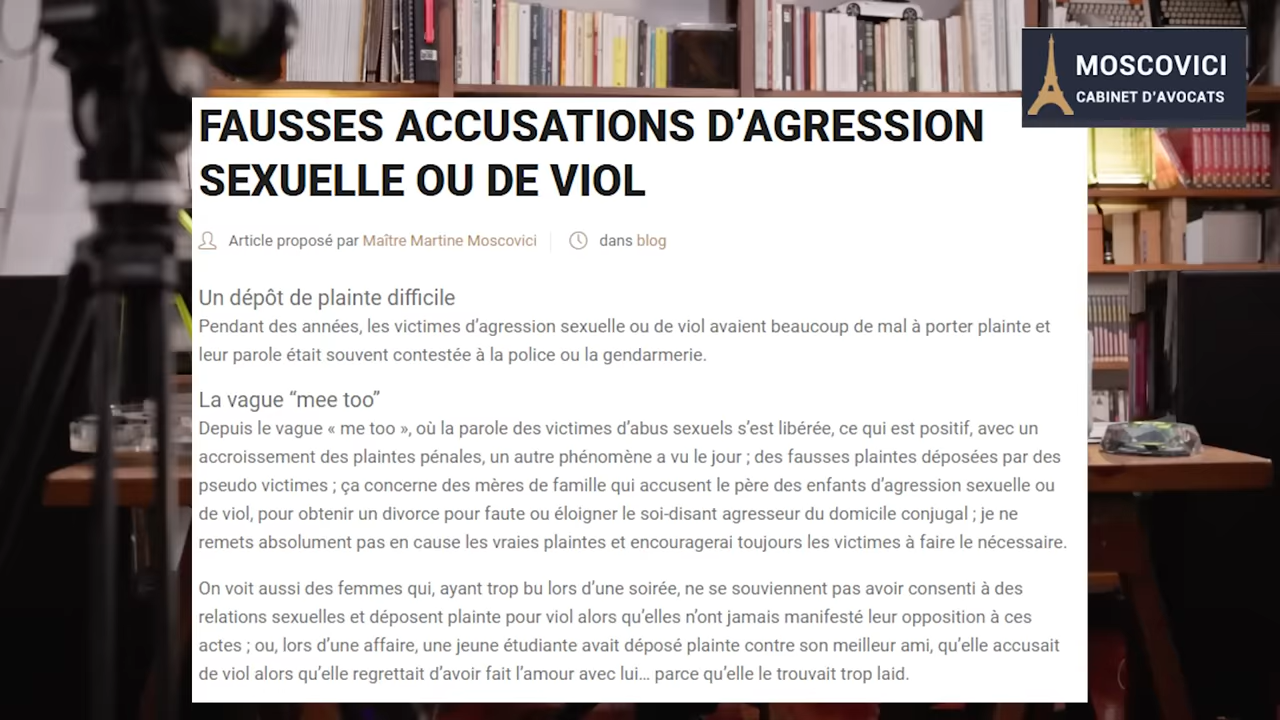 MOSCOVICI
CABINET D'AVOCATS
FAUSSES ACCUSATIONS D'AGRESSION
SEXUELLE OU DE VIOL
Article proposé par Maître Martine Moscovici dans blog
Un dépôt de plainte difficile
Pendant des années, les victimes d'agression sexuelle ou de viol avaient beaucoup de mal à porter plainte et
leur parole était souvent contestée à la police ou la gendarmerie.
La vague “mee too”
Depuis le vague « me too », où la parole des victimes d'abus sexuels s'est libérée, ce qui est positif, avec un
accroissement des plaintes pénales, un autre phénomène a vu le jour ; des fausses plaintes déposées par des
pseudo victimes ; ça concerne des mères de famille qui accusent le père des enfants d'agression sexuelle ou
de viol, pour obtenir un divorce pour faute ou éloigner le soi-disant agresseur du domicile conjugal ; je ne
remets absolument pas en cause les vraies plaintes et encouragerai toujours les victimes à faire le nécessaire.
On voit aussi des femmes qui, ayant trop bu lors d'une soirée, ne se souviennent pas avoir consenti à des
relations sexuelles et déposent plainte pour viol alors qu'elles n'ont jamais manifesté leur opposition à ces
actes ; ou, lors d'une affaire, une jeune étudiante avait déposé plainte contre son meilleur ami, qu'elle accusait
de viol alors qu'elle regrettait d'avoir fait l'amour avec lui… parce qu'elle le trouvait trop laid.